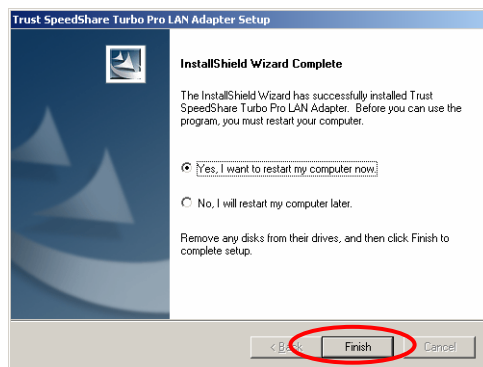 Trust SpeedShare Turbo Pro LAN Adapter Setup
InstallShield Wizard Complete
The InstallShield Wizard has successfully installed Trust
SpeedShare Turbo Pro LAN Adapter. Before you can use the
program, you must restart your computer.
Yes, I want to restart my computer now.
No, I will restart my computer later.
Remove any disks from their drives, and then click Finish to
complete setup.
< Back Finish Cancel